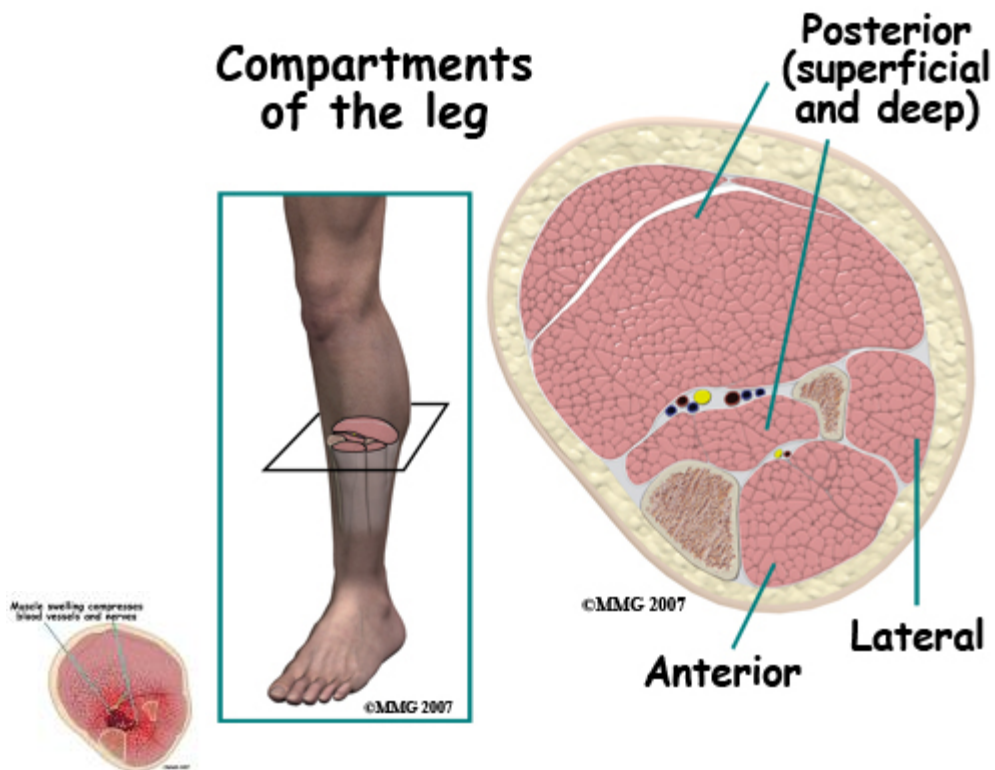 Compartments
of the leg
Posterior
(superficial
and deep)
©MMG 2007
Lateral
Anterior
©MMG 2007
Muscle swelling compresses
blood vessels and nerves